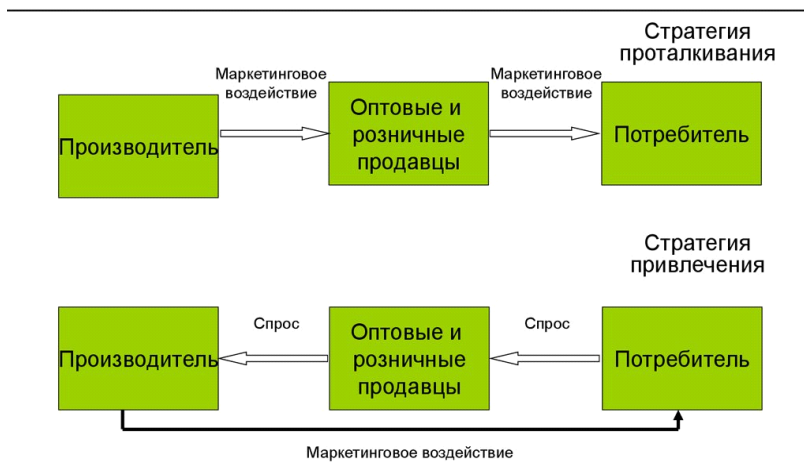 Стратегия
проталкивания
Маркетинговое
воздействие
Маркетинговое
воздействие
Производитель
Оптовые и
розничные
продавцы
Потребитель
Стратегия
привлечения
Спрос
Спрос
Производитель
Оптовые и
розничные
продавцы
Потребитель
Маркетинговое воздействие